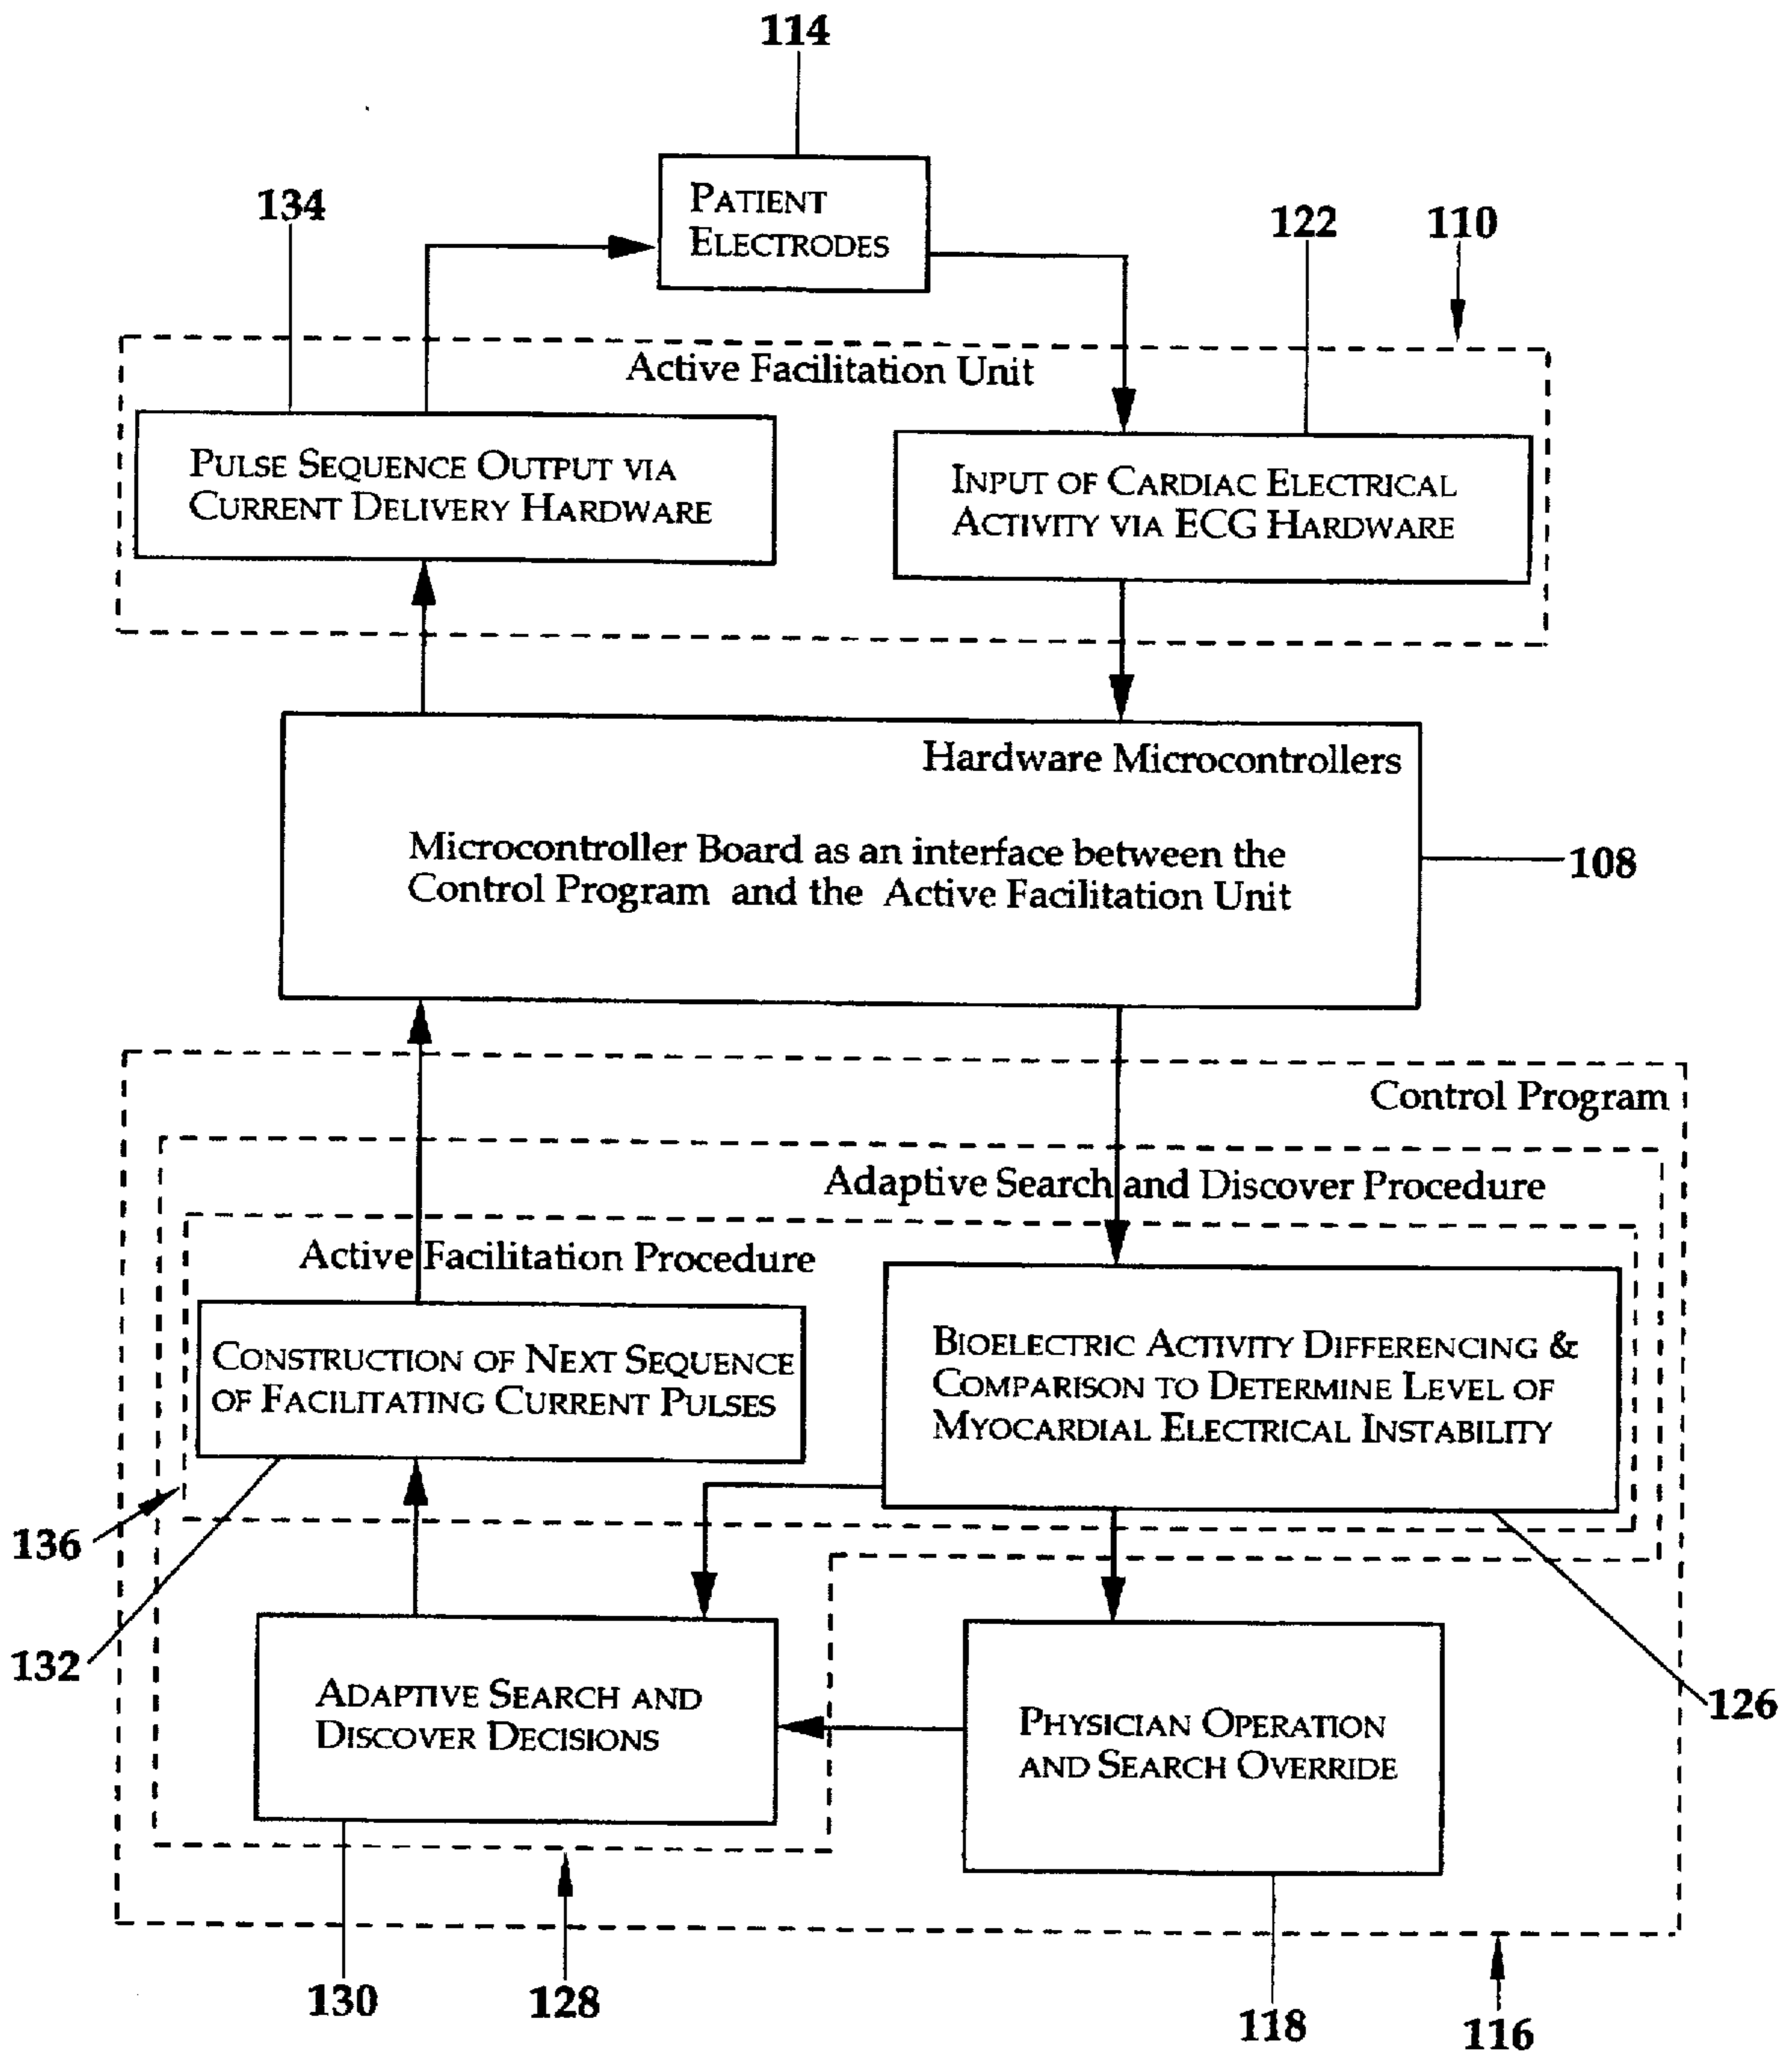 114
PATIENT
ELECTRODES
134
122
110
Active Facilitation Unit
PULSE SEQUENCE OUTPUT VIA
CURRENT DELIVERY HARDWARE
INPUT OF CARDIAC ELECTRICAL
ACTIVITY VIA ECG HARDWARE
Hardware Microcontrollers
Microcontroller Board as an interface between the
Control Program and the Active Facilitation Unit
108
Control Program
Adaptive Search and Discover Procedure
Active Facilitation Procedure
CONSTRUCTION OF NEXT SEQUENCE
OF FACILITATING CURRENT PULSES
BIOELECTRIC ACTIVITY DIFFERENCING &
COMPARISON TO DETERMINE LEVEL OF
MYOCARDIAL ELECTRICAL INSTABILITY
136
132
ADAPTIVE SEARCH AND
DISCOVER DECISIONS
PHYSICIAN OPERATION
AND SEARCH OVERRIDE
126
130
128
118
116